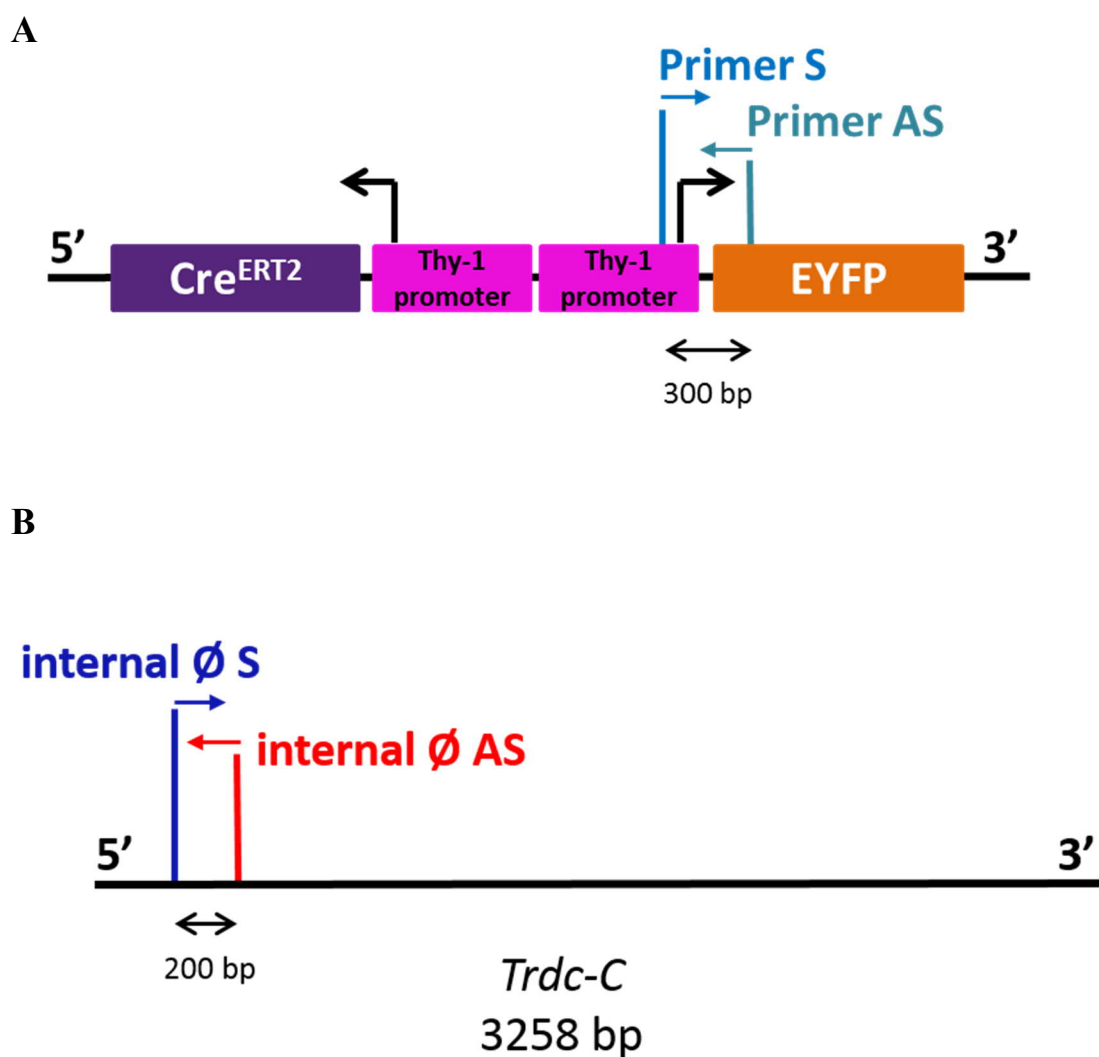 A
Primer S
Primer AS
5’
3’
Cre^ERT2
Thy-1
promoter
Thy-1
promoter
EYFP
300 bp
B
internal Ø S
internal Ø AS
5’
3’
200 bp
Trdc-C
3258 bp